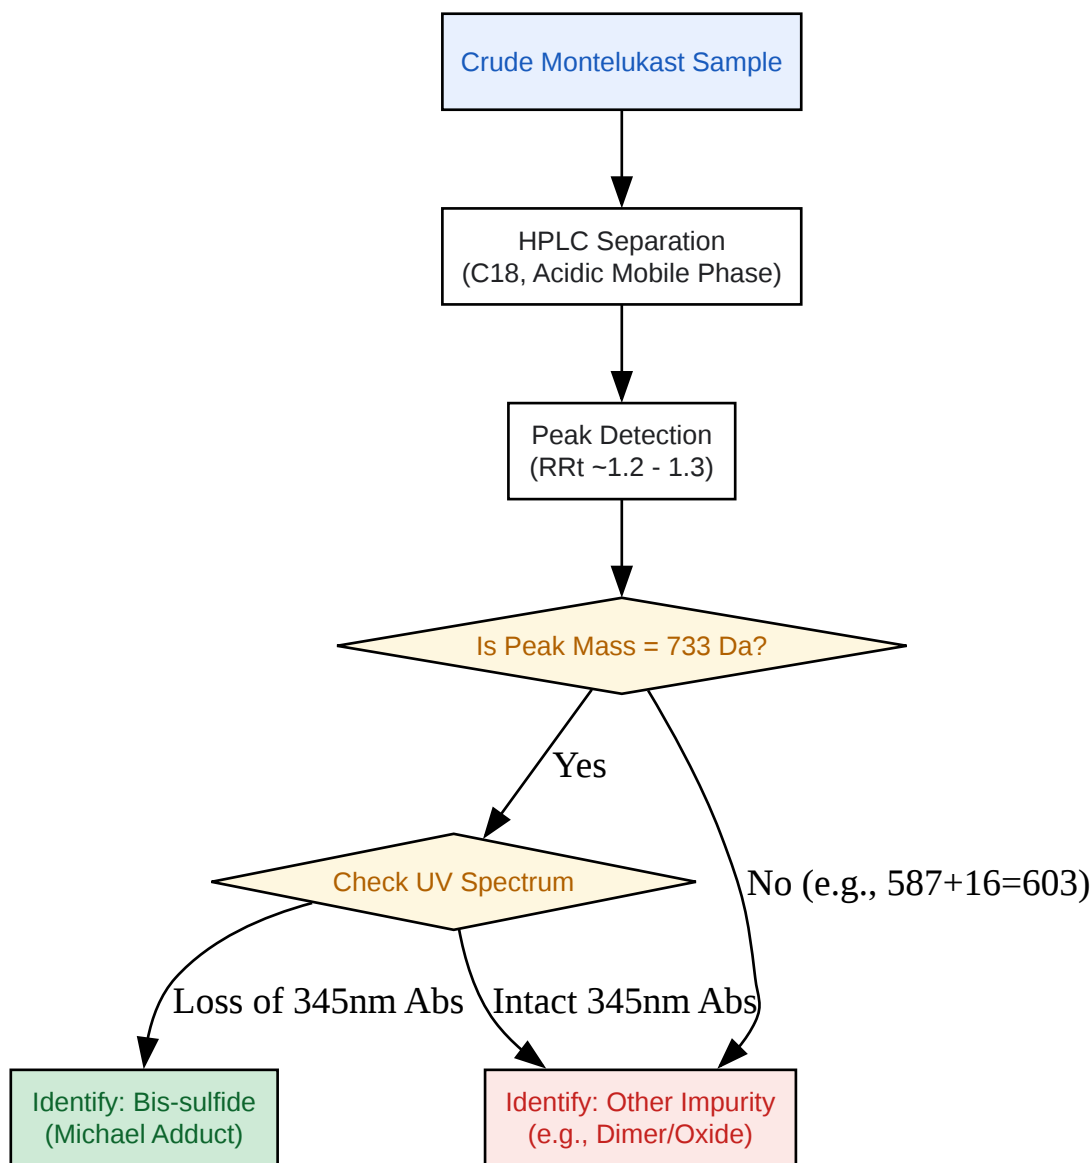 Crude Montelukast Sample
HPLC Separation
(C18, Acidic Mobile Phase)
Peak Detection
(RRt ~1.2 - 1.3)
Is Peak Mass = 733 Da?
Yes
No (e.g., 587+16=603)
Check UV Spectrum
Loss of 345nm Abs
Intact 345nm Abs
Identify: Bis-sulfide
(Michael Adduct)
Identify: Other Impurity
(e.g., Dimer/Oxide)